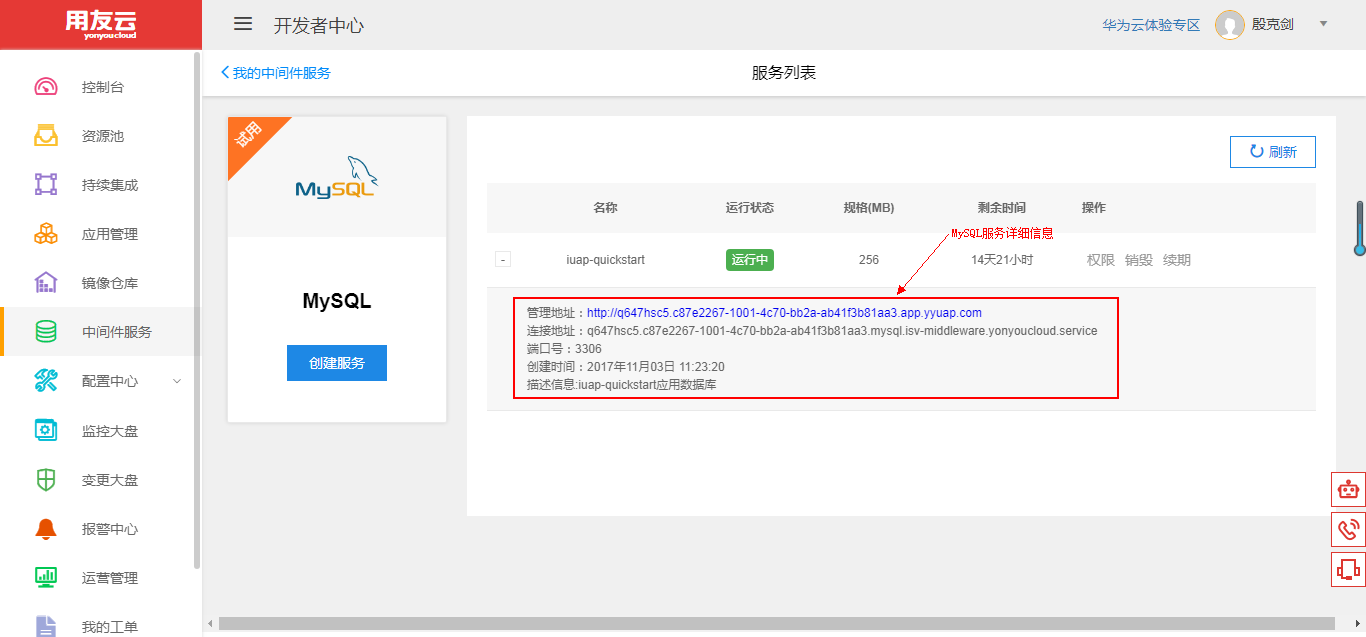 用友云
yonyoucloud
开发者中心
华为云体验专区
殷克剑
控制台
资源池
持续集成
应用管理
镜像仓库
中间件服务
配置中心
监控大盘
变更大盘
报警中心
运营管理
我的工单
我的中间件服务
服务列表
试用
MySQL
MySQL
创建服务
刷新
名称 运行状态 规格(MB) 剩余时间 操作
MySQL服务详细信息
- iuap-quickstart 运行中 256 14天21小时 权限 销毁 续期
管理地址：http://q647hsc5.c87e2267-1001-4c70-bb2a-ab41f3b81aa3.app.yyuap.com
连接地址：q647hsc5.c87e2267-1001-4c70-bb2a-ab41f3b81aa3.mysql.isv-middleware.yonyoucloud.service
端口号：3306
创建时间：2017年11月03日 11:23:20
描述信息:iuap-quickstart应用数据库